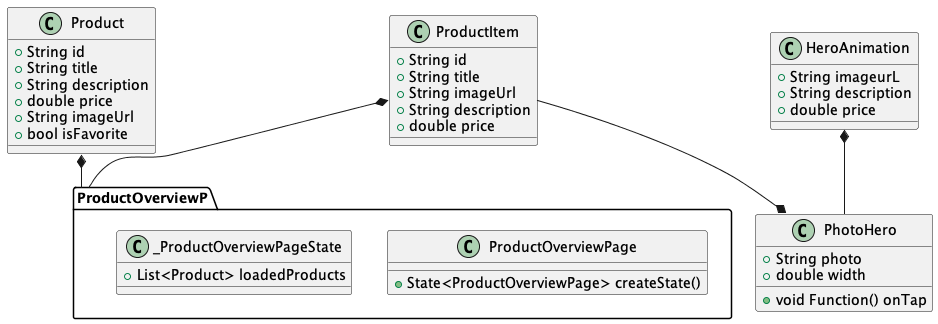 C Product
String id
String title
String description
double price
String imageUrl
bool isFavorite
C ProductItem
String id
String title
String imageUrl
String description
double price
C HeroAnimation
String imageurL
String description
double price
ProductOverviewP
C _ProductOverviewPageState
List<Product> loadedProducts
C ProductOverviewPage
State<ProductOverviewPage> createState()
C PhotoHero
String photo
double width
void Function() onTap